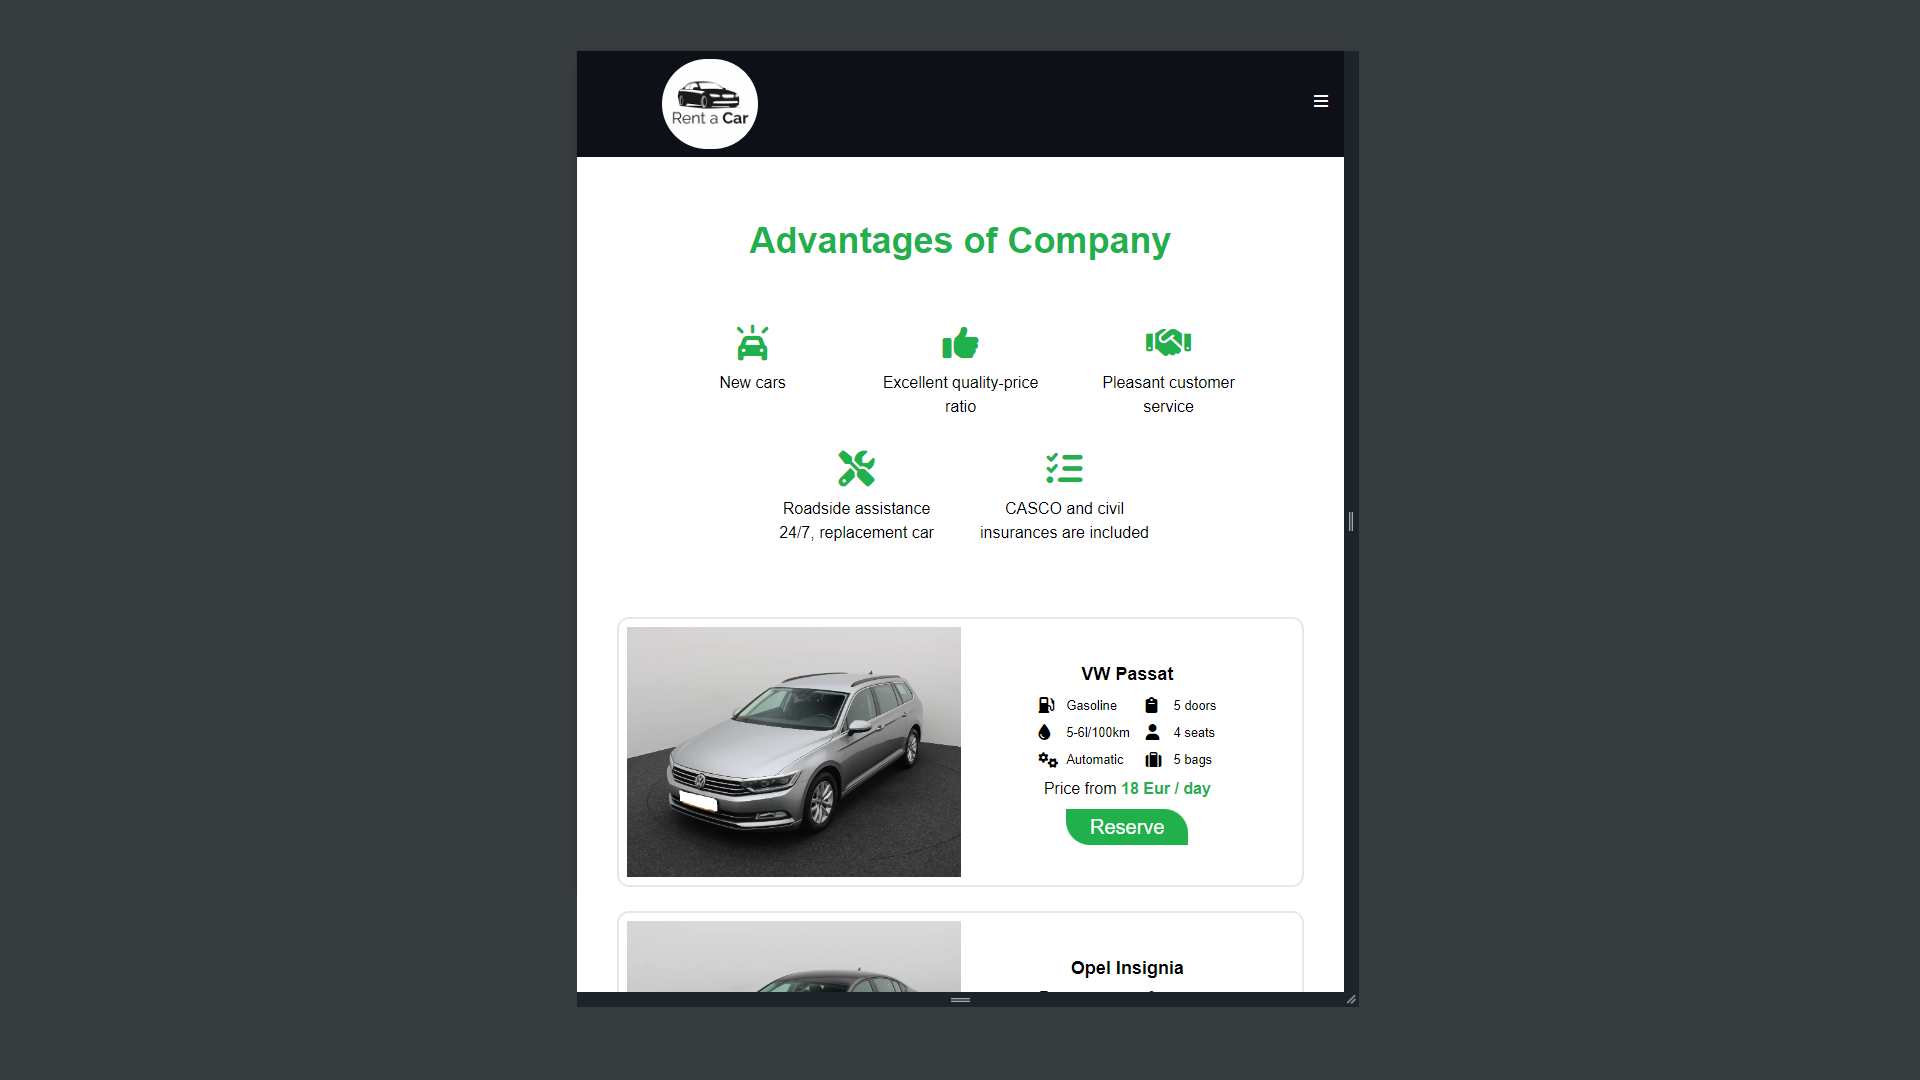 Rent a Car
Advantages of Company
New cars
Excellent quality-price
ratio
Pleasant customer
service
Roadside assistance
24/7, replacement car
CASCO and civil
insurances are included
VW Passat
Gasoline
5 doors
5-6l/100km
4 seats
Automatic
5 bags
Price from 18 Eur / day
Reserve
Opel Insignia